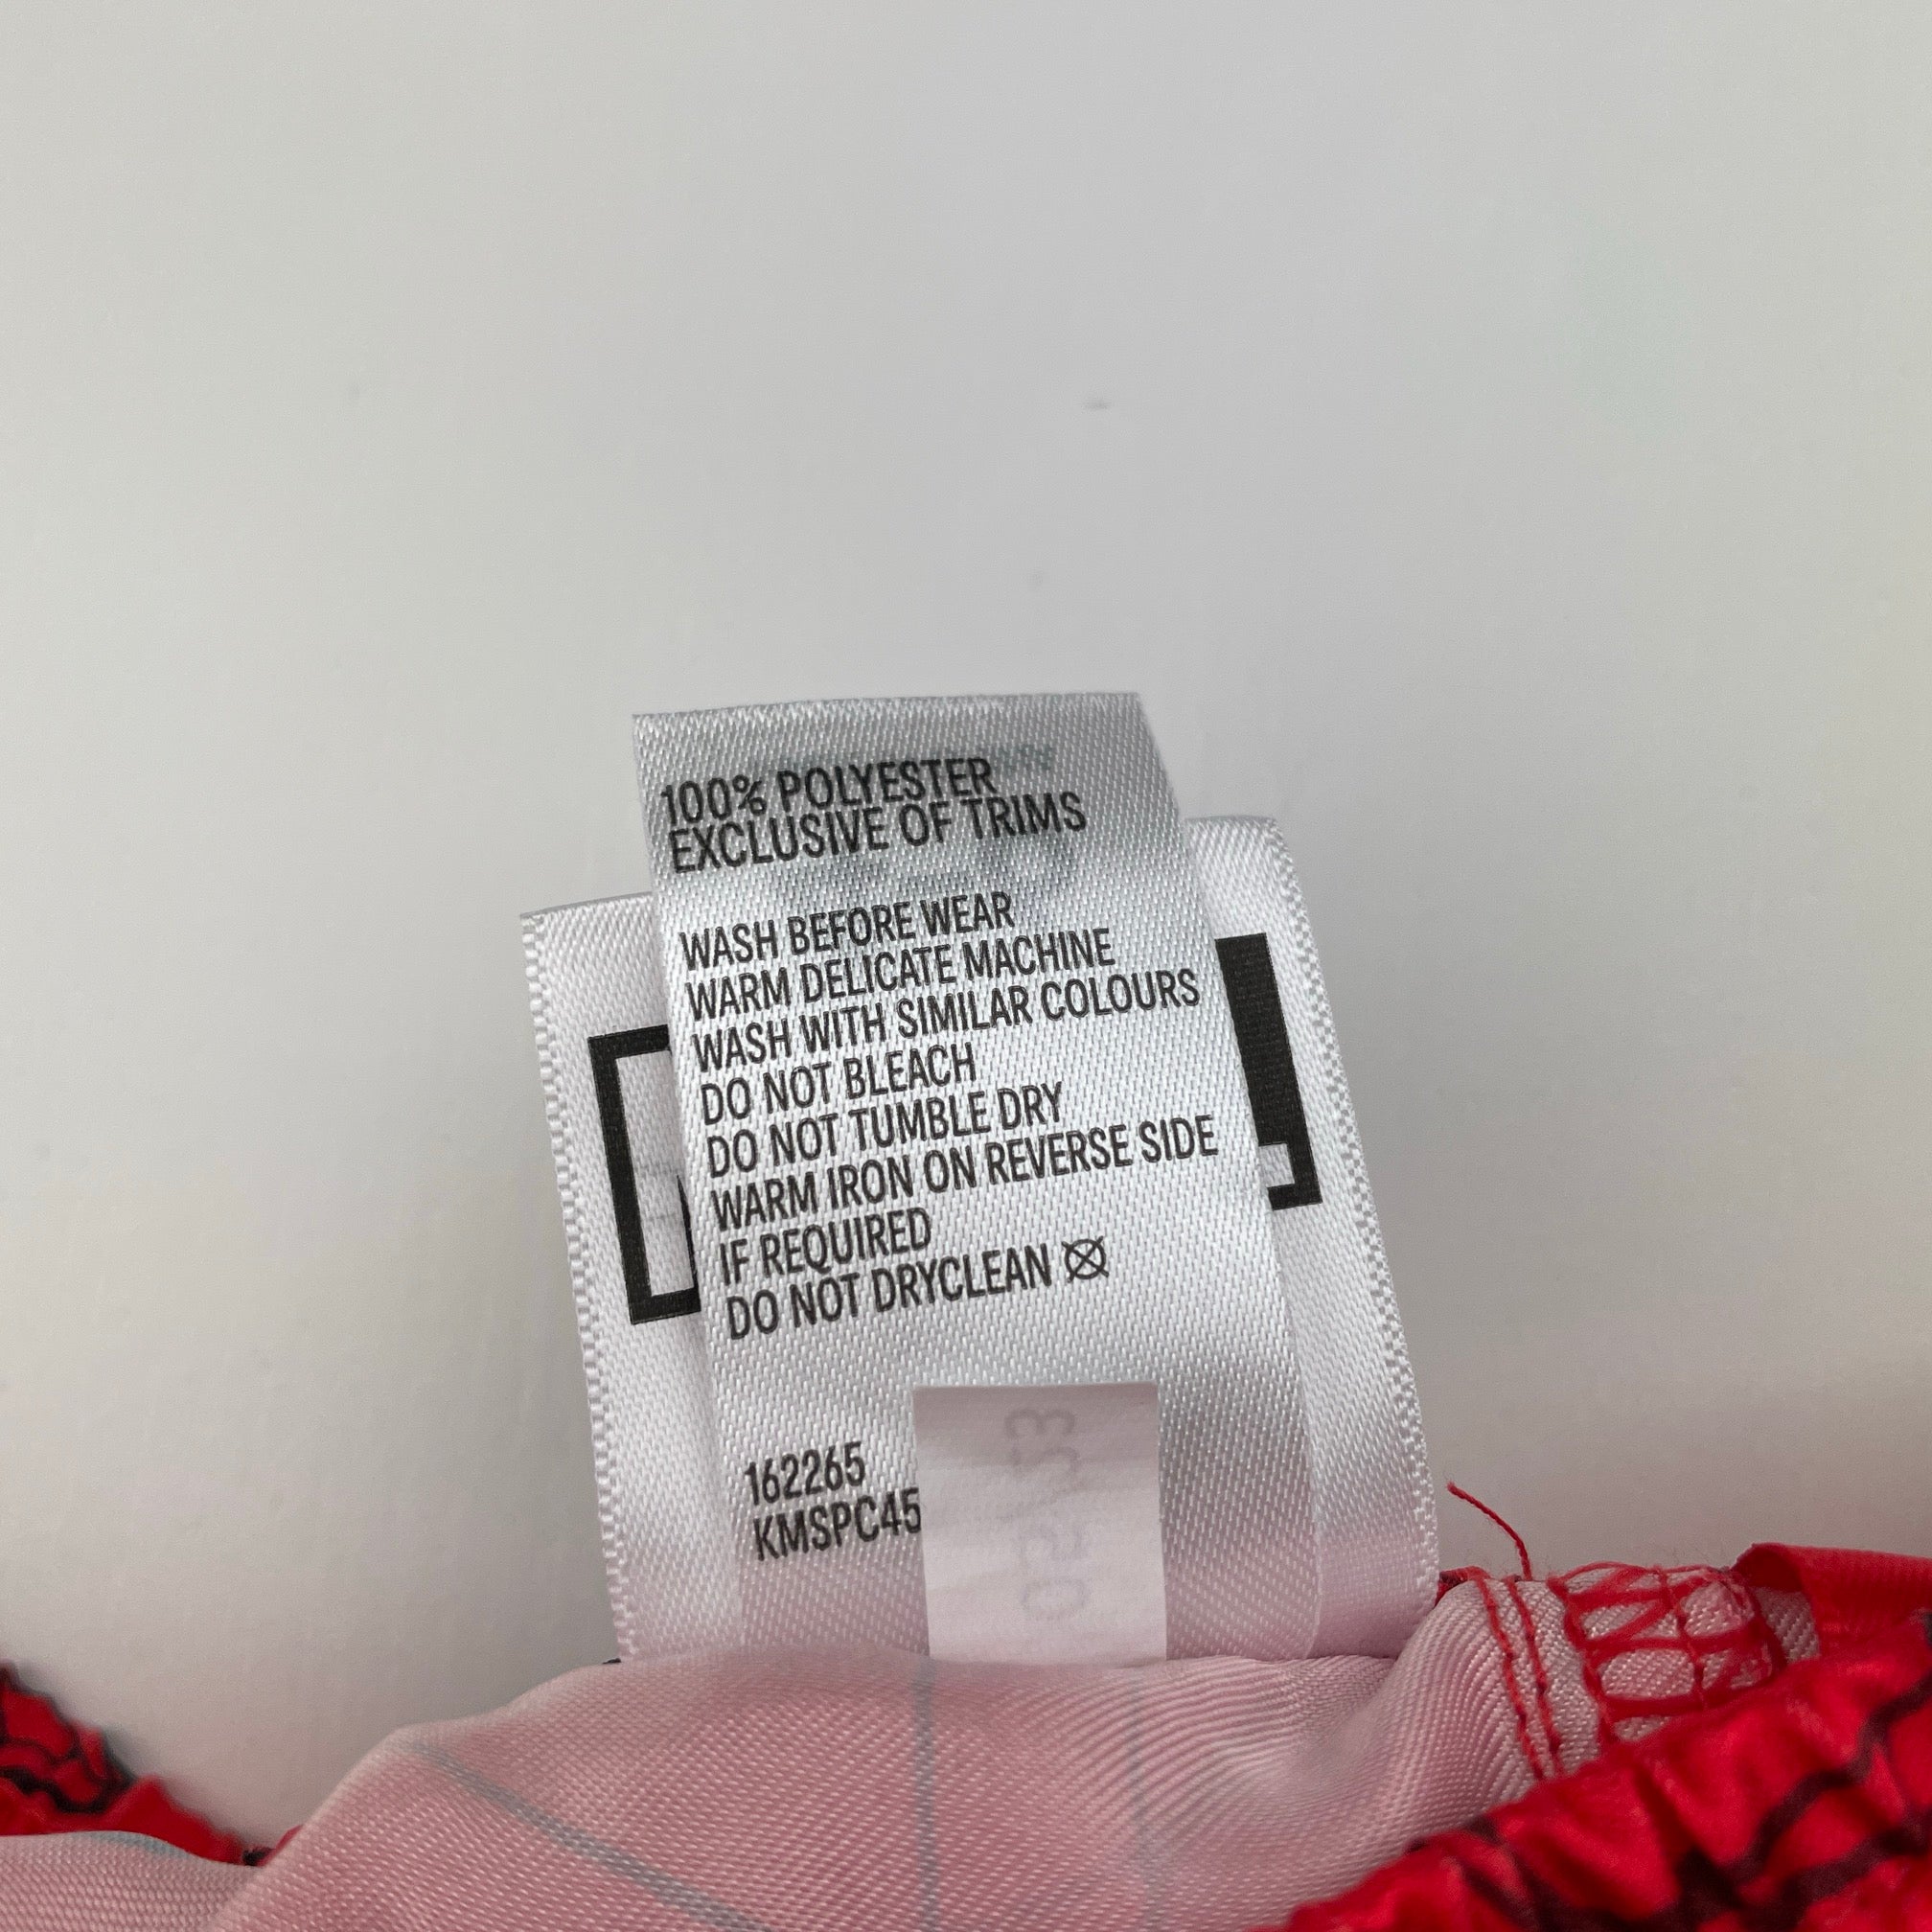 100% POLYESTER
EXCLUSIVE OF TRIMS
WASH BEFORE WEAR
WARM DELICATE MACHINE
WASH WITH SIMILAR COLOURS
DO NOT BLEACH
DO NOT TUMBLE DRY
WARM IRON ON REVERSE SIDE
IF REQUIRED
DO NOT DRYCLEAN
162265
KMSPC45